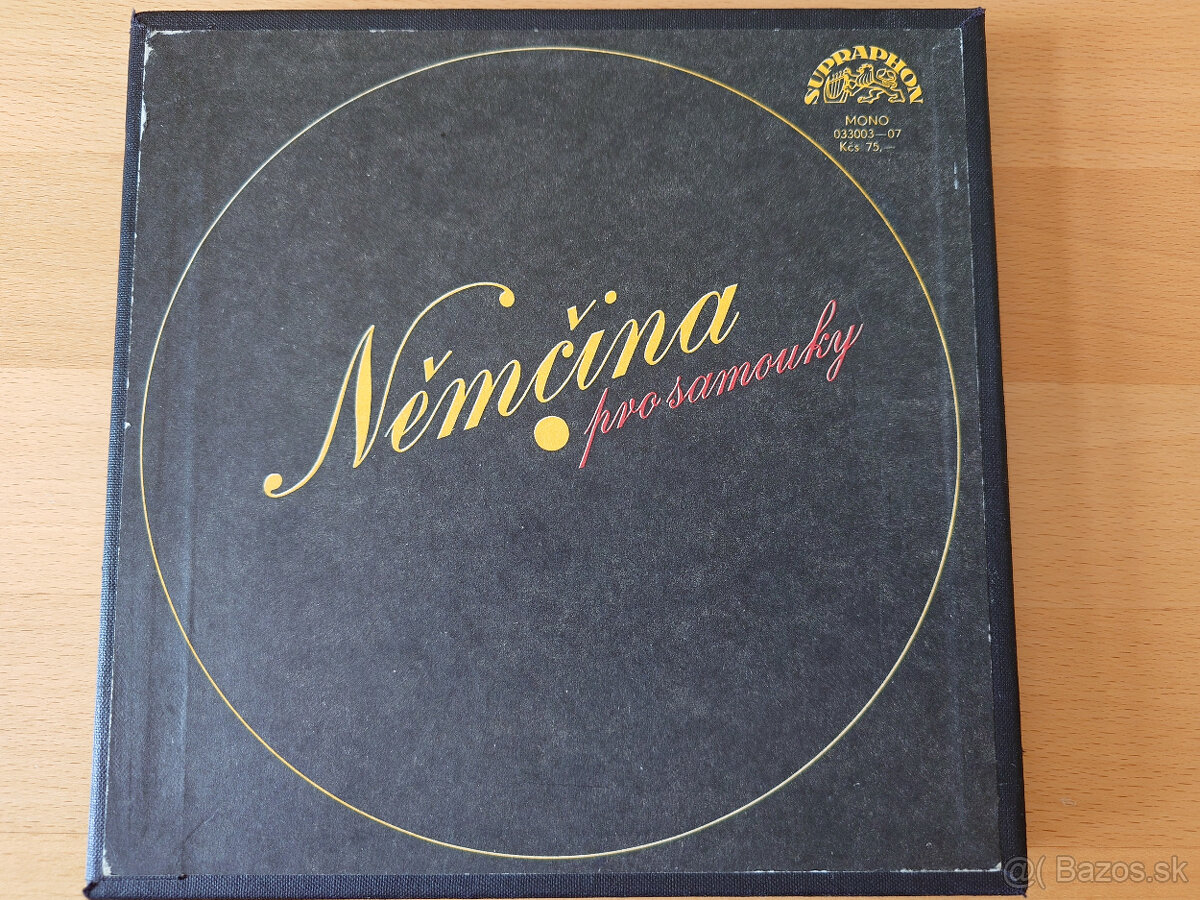 SUPRAPHON
MONO
033003—07
Kčs 75,—
Němčina
pro samouky
@( Bazos.sk